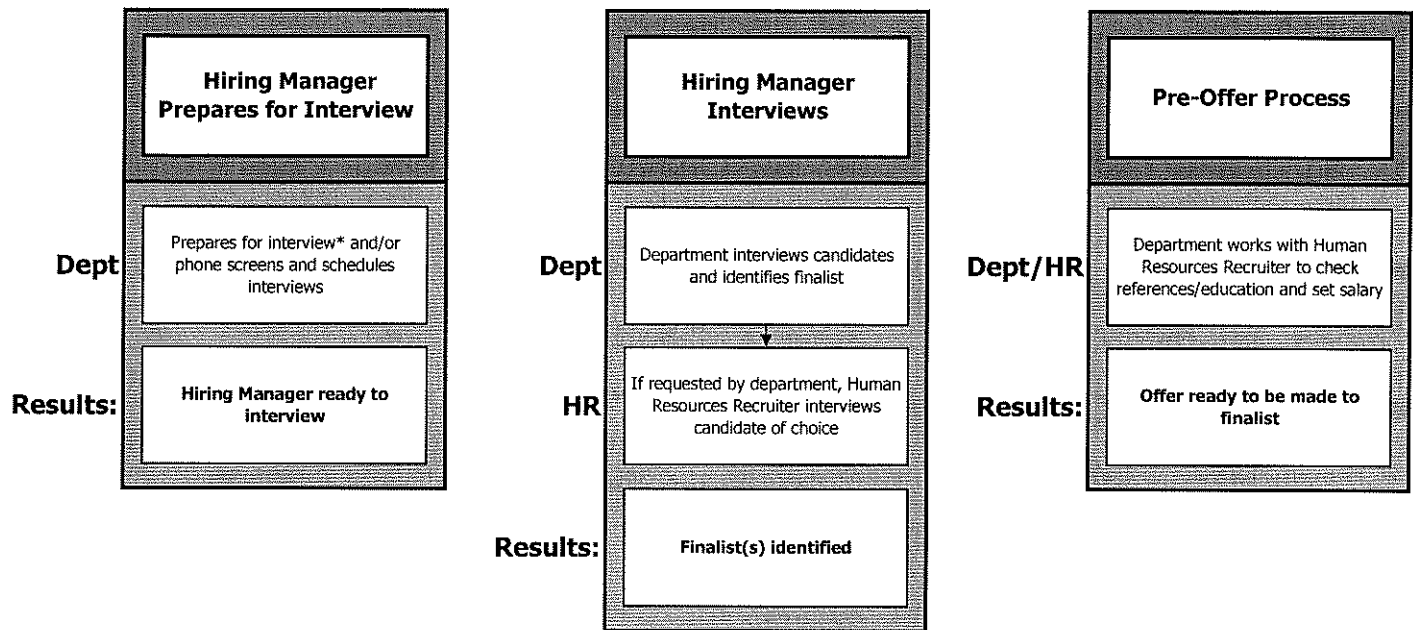 Hiring Manager
Prepares for Interview
Dept
Prepares for interview* and/or
phone screens and schedules
interviews
Results:
Hiring Manager ready to
interview
Hiring Manager
Interviews
Dept
Department interviews candidates
and identifies finalist
HR
If requested by department, Human
Resources Recruiter interviews
candidate of choice
Results:
Finalist(s) identified
Pre-Offer Process
Dept/HR
Department works with Human
Resources Recruiter to check
references/education and set salary
Results:
Offer ready to be made to
finalist